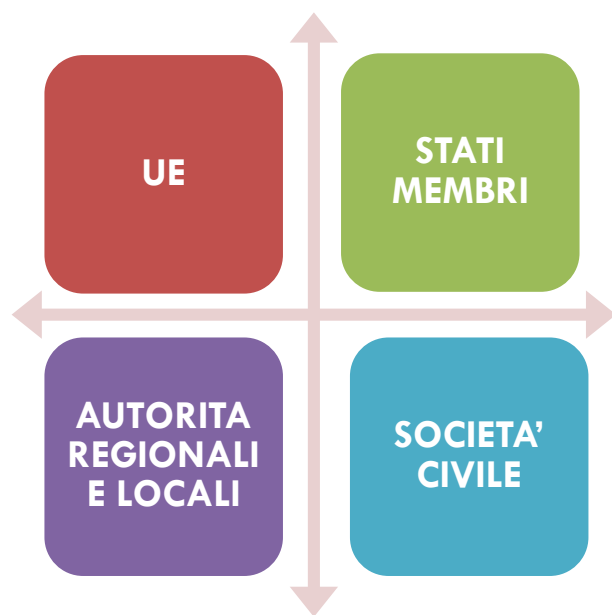 UE
STATI
MEMBRI
AUTORITA
REGIONALI
E LOCALI
SOCIETA’
CIVILE